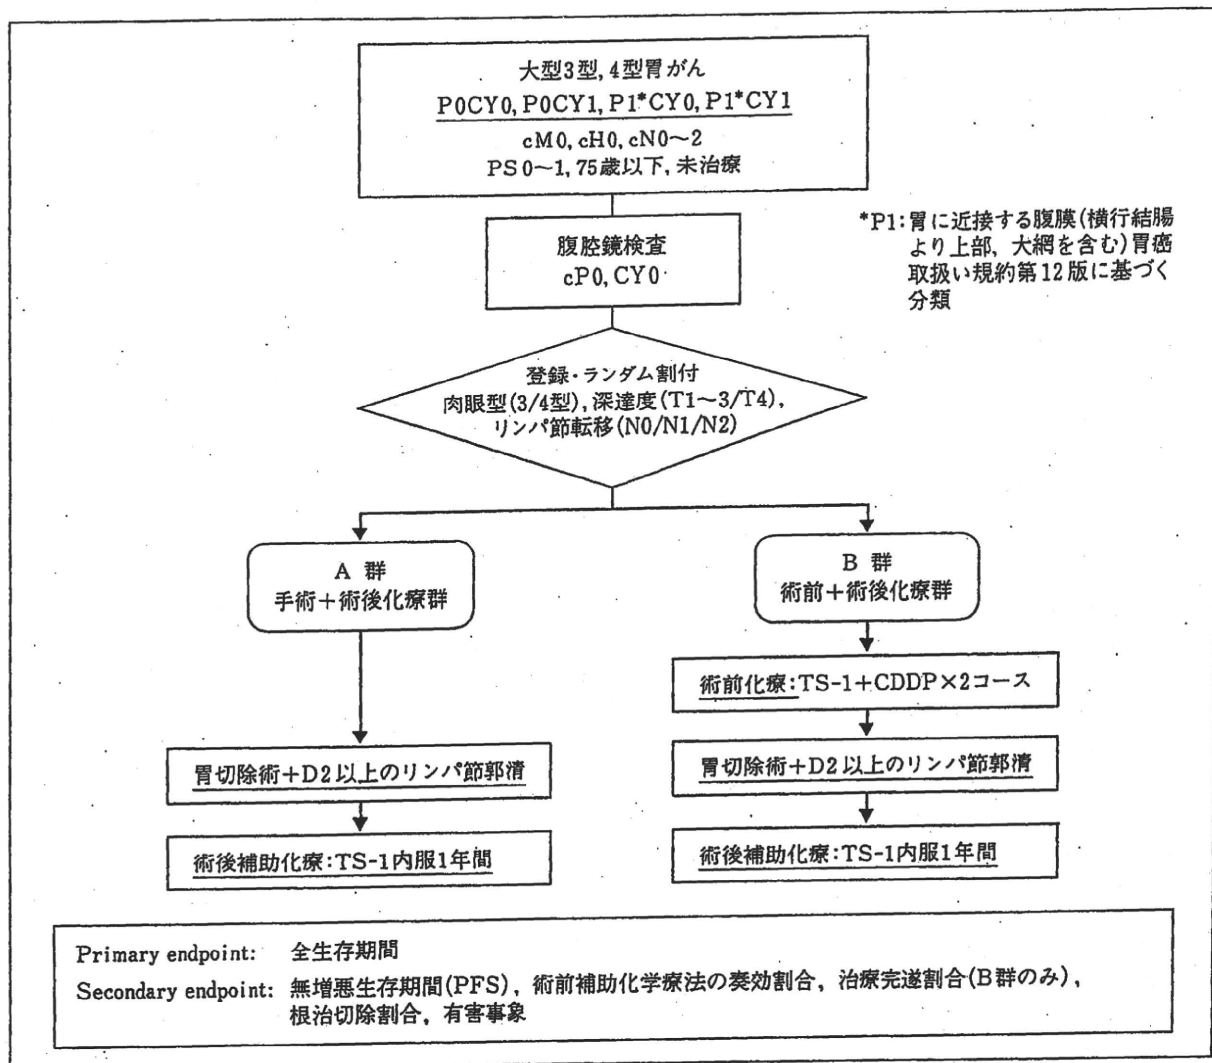 大型3型,4型胃がん
P0CY0, P0CY1, P1*CY0, P1*CY1
cM0, cH0, cN0～2
PS 0～1, 75歳以下, 未治療
*P1:胃に近接する腹膜(横行結腸
より上部, 大網を含む)胃癌
取扱い規約第12版に基づく
分類
腹腔鏡検査
cP0, CY0
登録・ランダム割付
肉眼型(3/4型), 深達度(T1～3/T4),
リンパ節転移(N0/N1/N2)
A 群
手術＋術後化療群
B 群
術前＋術後化療群
術前化療:TS-1+CDDP×2コース
胃切除術＋D2以上のリンパ節郭清
胃切除術＋D2以上のリンパ節郭清
術後補助化療:TS-1内服1年間
術後補助化療:TS-1内服1年間
Primary endpoint: 全生存期間
Secondary endpoint: 無増悪生存期間(PFS), 術前補助化学療法の奏効割合, 治療完遂割合(B群のみ),
根治切除割合, 有害事象